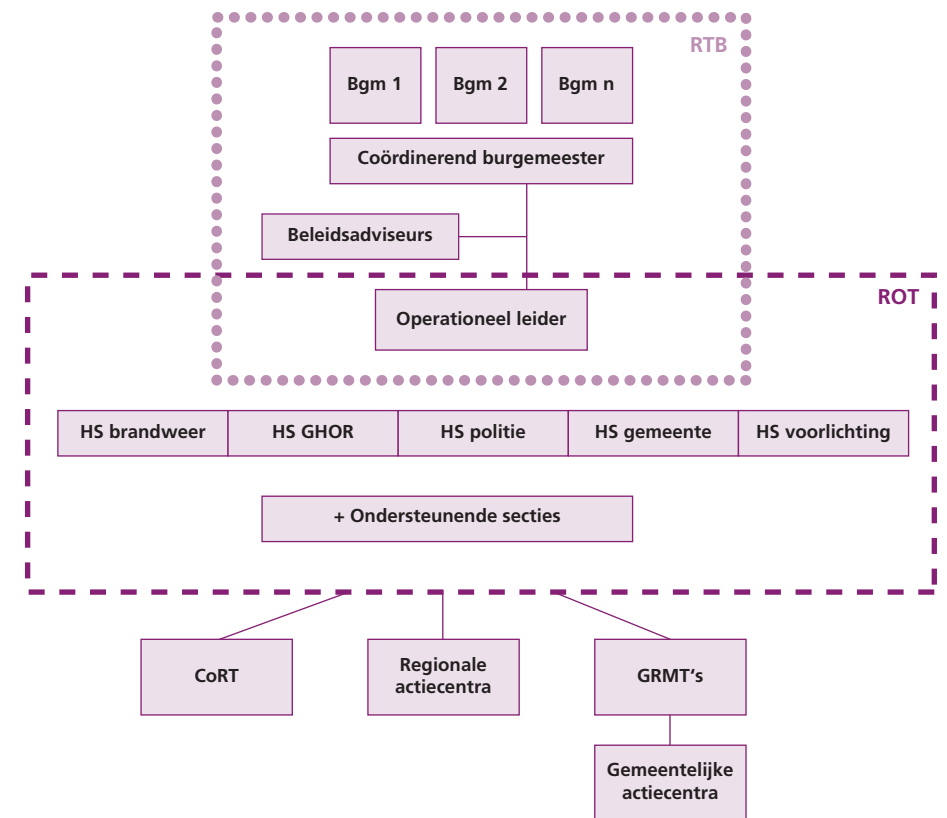 RTB
Bgm 1
Bgm 2
Bgm n
Coördinerend burgemeester
Beleidsadviseurs
ROT
Operationeel leider
HS brandweer
HS GHOR
HS politie
HS gemeente
HS voorlichting
+ Ondersteunende secties
CoRT
Regionale
actiecentra
GRMT's
Gemeentelijke
actiecentra